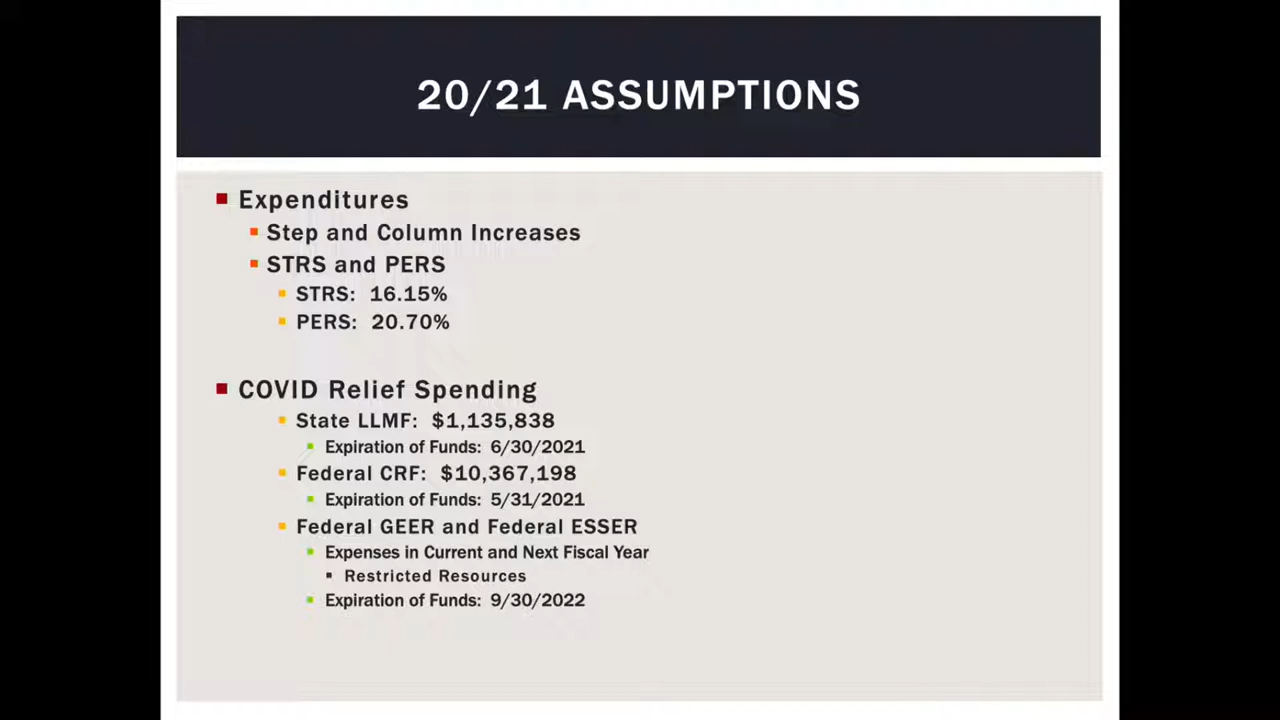 20/21 ASSUMPTIONS
Expenditures
Step and Column Increases
STRS and PERS
STRS: 16.15%
PERS: 20.70%
COVID Relief Spending
State LLMF: $1,135,838
Expiration of Funds: 6/30/2021
Federal CRF: $10,367,198
Expiration of Funds: 5/31/2021
Federal GEER and Federal ESSER
Expenses in Current and Next Fiscal Year
Restricted Resources
Expiration of Funds: 9/30/2022